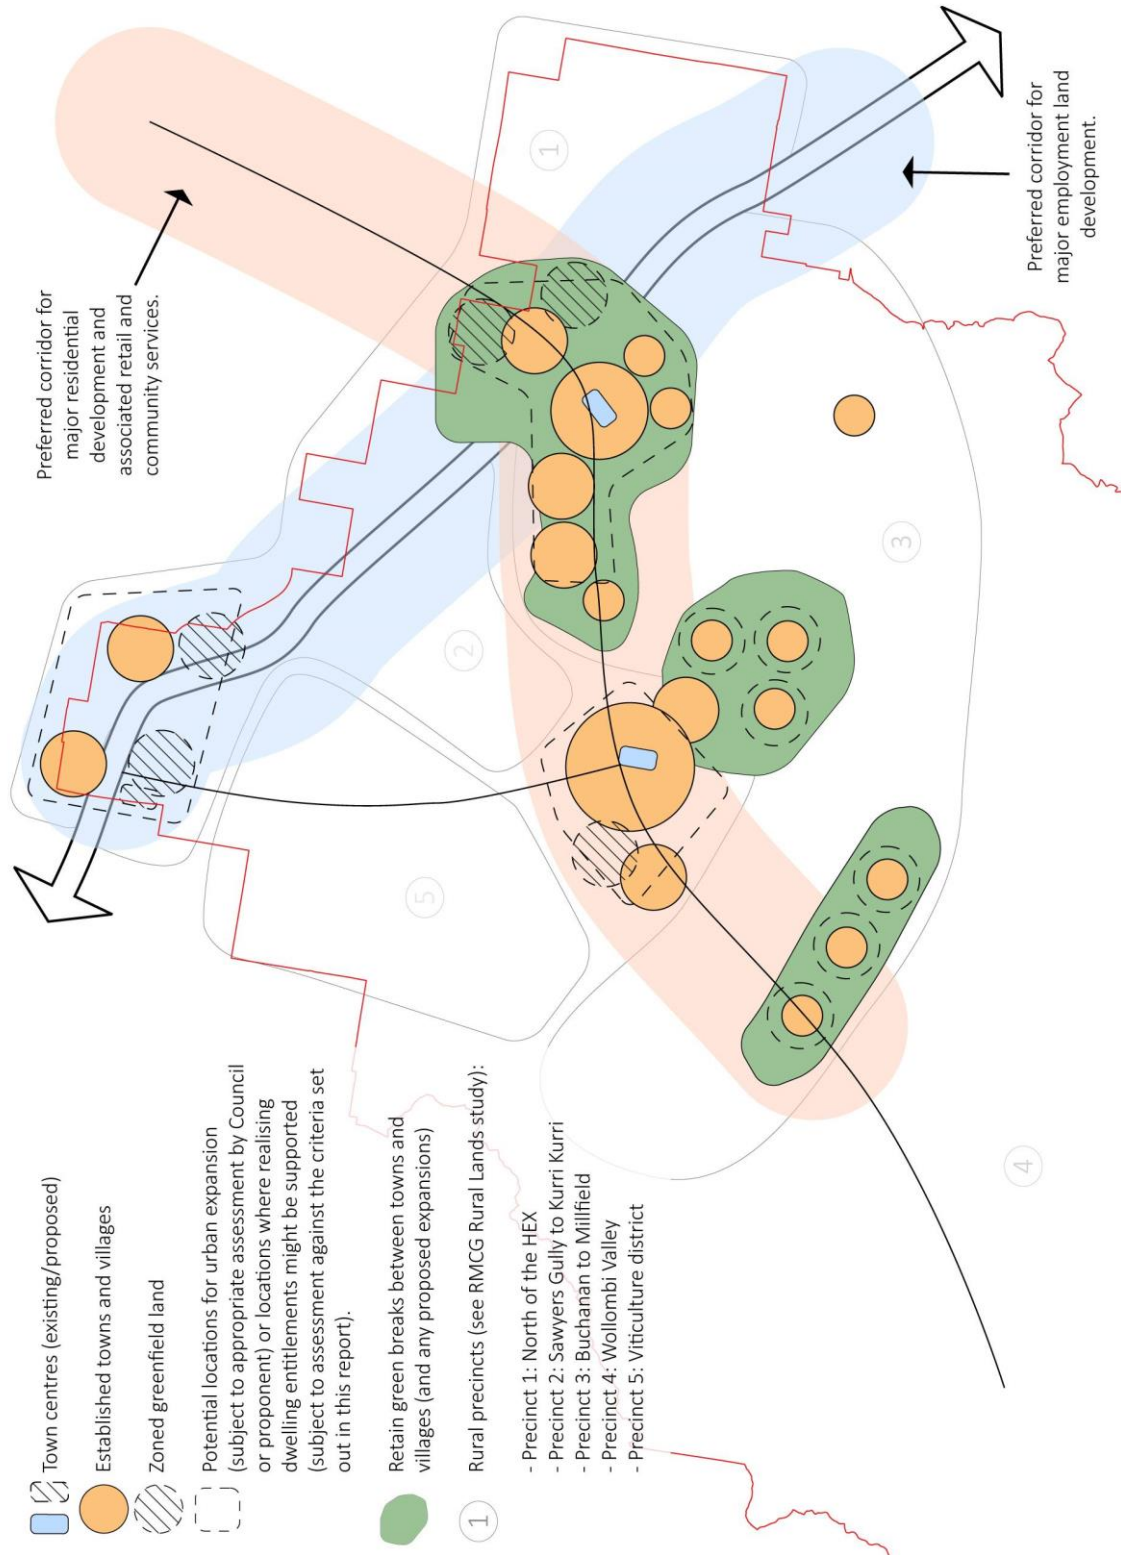 Preferred corridor for
major residential
development and
associated retail and
community services.
Preferred corridor for
major employment land
development.
1
2
3
4
5
Town centres (existing/proposed)
Established towns and villages
Zoned greenfield land
Potential locations for urban expansion
(subject to appropriate assessment by Council
or proponent) or locations where realising
dwelling entitlements might be supported
(subject to assessment against the criteria set
out in this report).
Retain green breaks between towns and
villages (and any proposed expansions)
1
Rural precincts (see RMCG Rural Lands study):
- Precinct 1: North of the HEX
- Precinct 2: Sawyers Gully to Kurri Kurri
- Precinct 3: Buchanan to Millfield
- Precinct 4: Wollombi Valley
- Precinct 5: Viticulture district